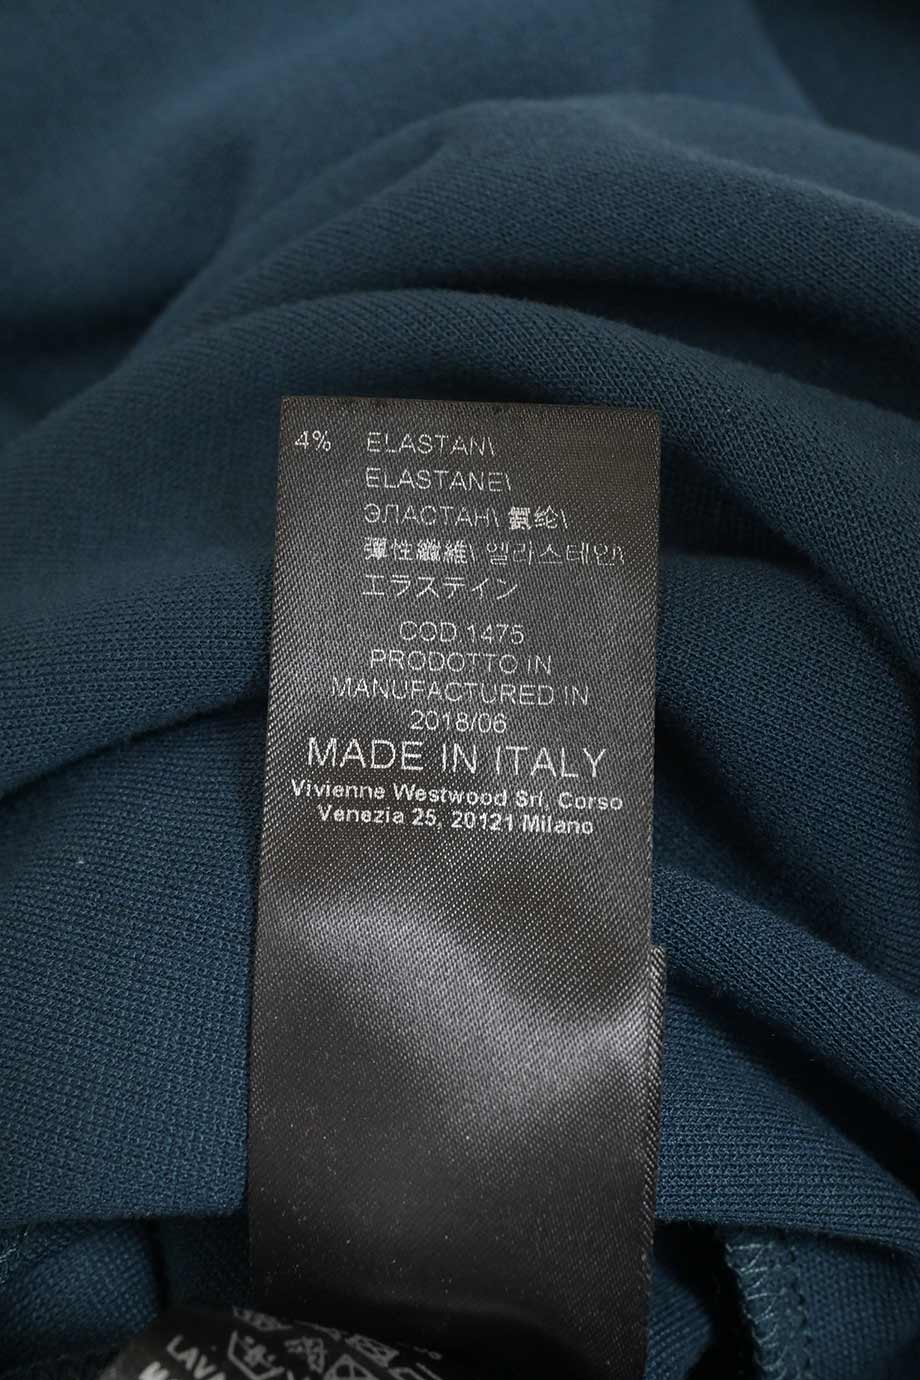 4% ELASTAN\
ELASTANE\
ЭЛАСТАН\ 氨纶\
彈性纖維\ 엘라스테인\
エラステイン
COD 1475
PRODOTTO IN
MANUFACTURED IN
2018/06
MADE IN ITALY
Vivienne Westwood Srl, Corso
Venezia 25, 20121 Milano